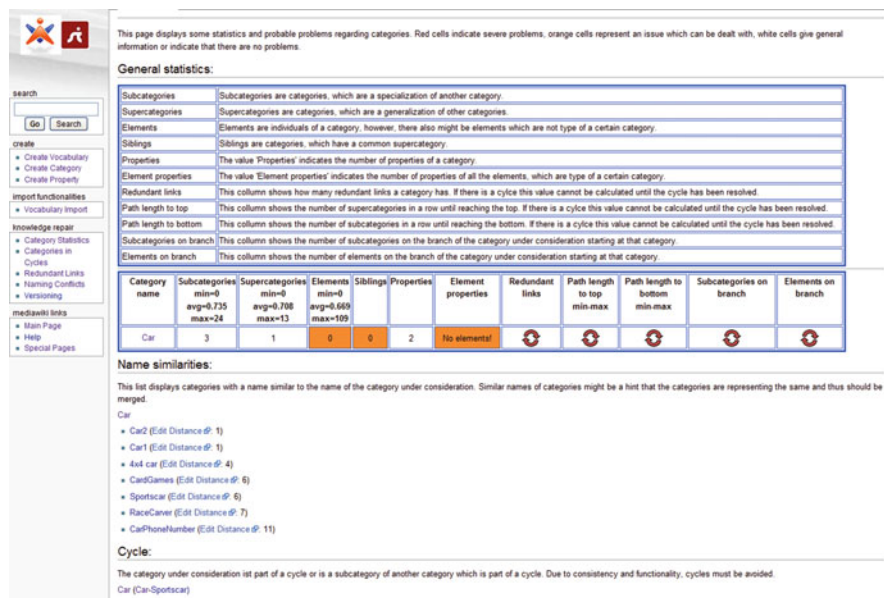 This page displays some statistics and probable problems regarding categories. Red cells indicate severe problems, orange cells represent an issue which can be dealt with, white cells give general
information or indicate that there are no problems.
General statistics:
Subcategories Subcategories are categories, which are a specialization of another category.
Supercategories Supercategories are categories, which are a generalization of other categories.
Elements Elements are individuals of a category, however, there also might be elements which are not type of a certain category.
Siblings Siblings are categories, which have a common supercategory.
Properties The value 'Properties' indicates the number of properties of a category.
Element properties The value 'Element properties' indicates the number of properties of all the elements, which are type of a certain category.
Redundant links This collumn shows how many redundant links a category has. If there is a cylce this value cannot be calculated until the cycle has been resolved.
Path length to top This column shows the number of supercategories in a row until reaching the top. If there is a cylce this value cannot be calculated until the cycle has been resolved.
Path length to bottom This column shows the number of subcategories in a row until reaching the bottom. If there is a cylce this value cannot be calculated until the cycle has been resolved.
Subcategories on branch This column shows the number of subcategories on the branch of the category under consideration starting at that category.
Elements on branch This column shows the number of elements on the branch of the category under consideration starting at that category.
search
Go Search
create
Create Vocabulary
Create Category
Create Property
import functionalities
Vocabulary Import
knowledge repair
Category Statistics
Categories in
Cycles
Redundant Links
Naming Conflicts
Versioning
mediawiki links
Main Page
Help
Special Pages
Category Subcategories Supercategories Elements Siblings Properties Element Redundant Path length Path length to Subcategories on Elements on
name min=0 min=0 min=0 properties links to top bottom branch branch
avg=0.735 avg=0.708 avg=0.669 min-max min-max
max=24 max=13 max=109
Car 3 1 0 0 2 No elements!
Name similarities:
This list displays categories with a name similar to the name of the category under consideration. Similar names of categories might be a hint that the categories are representing the same and thus should be
merged.
Car
Car2 (Edit Distance: 1)
Car1 (Edit Distance: 1)
4x4 car (Edit Distance: 4)
CardGames (Edit Distance: 6)
Sportscar (Edit Distance: 6)
RaceCarver (Edit Distance: 7)
CarPhoneNumber (Edit Distance: 11)
Cycle:
The category under consideration ist part of a cycle or is a subcategory of another category which is part of a cycle. Due to consistency and functionality, cycles must be avoided.
Car (Car-Sportscar)